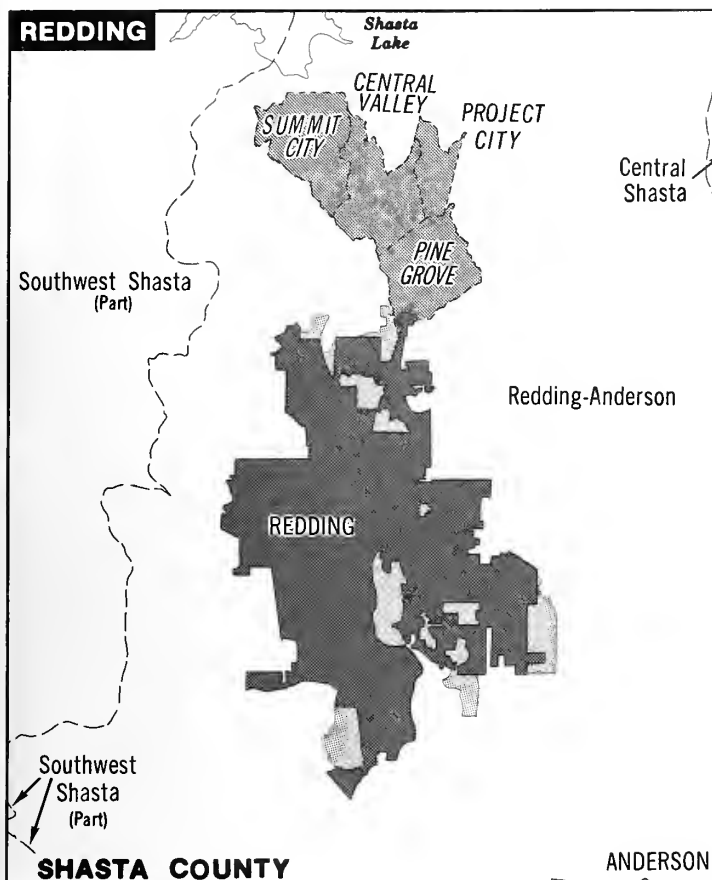 REDDING
Shasta
Lake
CENTRAL
VALLEY
SUMMIT
CITY
PROJECT
CITY
Central
Shasta
PINE
GROVE
Southwest Shasta
(Part)
Redding-Anderson
REDDING
Southwest
Shasta
(Part)
SHASTA COUNTY
ANDERSON